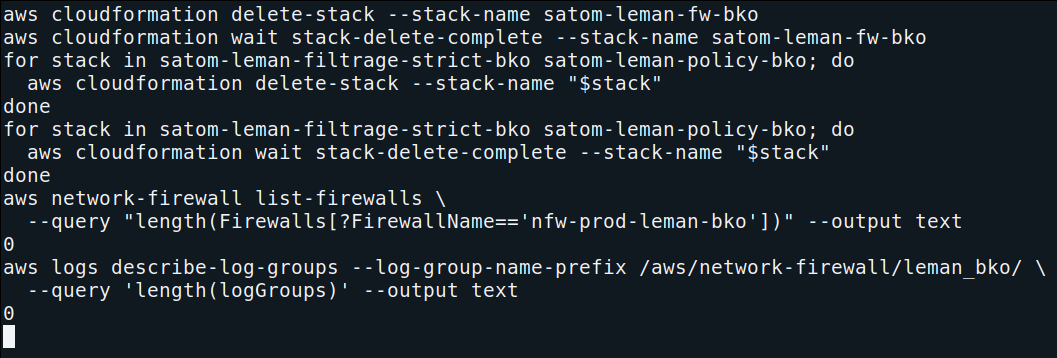 aws cloudformation delete-stack --stack-name satom-leman-fw-bko
aws cloudformation wait stack-delete-complete --stack-name satom-leman-fw-bko
for stack in satom-leman-filtrage-strict-bko satom-leman-policy-bko; do
  aws cloudformation delete-stack --stack-name "$stack"
done
for stack in satom-leman-filtrage-strict-bko satom-leman-policy-bko; do
  aws cloudformation wait stack-delete-complete --stack-name "$stack"
done
aws network-firewall list-firewalls \
  --query "length(Firewalls[?FirewallName=='nfw-prod-leman-bko'])" --output text
0
aws logs describe-log-groups --log-group-name-prefix /aws/network-firewall/leman_bko/ \
  --query 'length(logGroups)' --output text
0